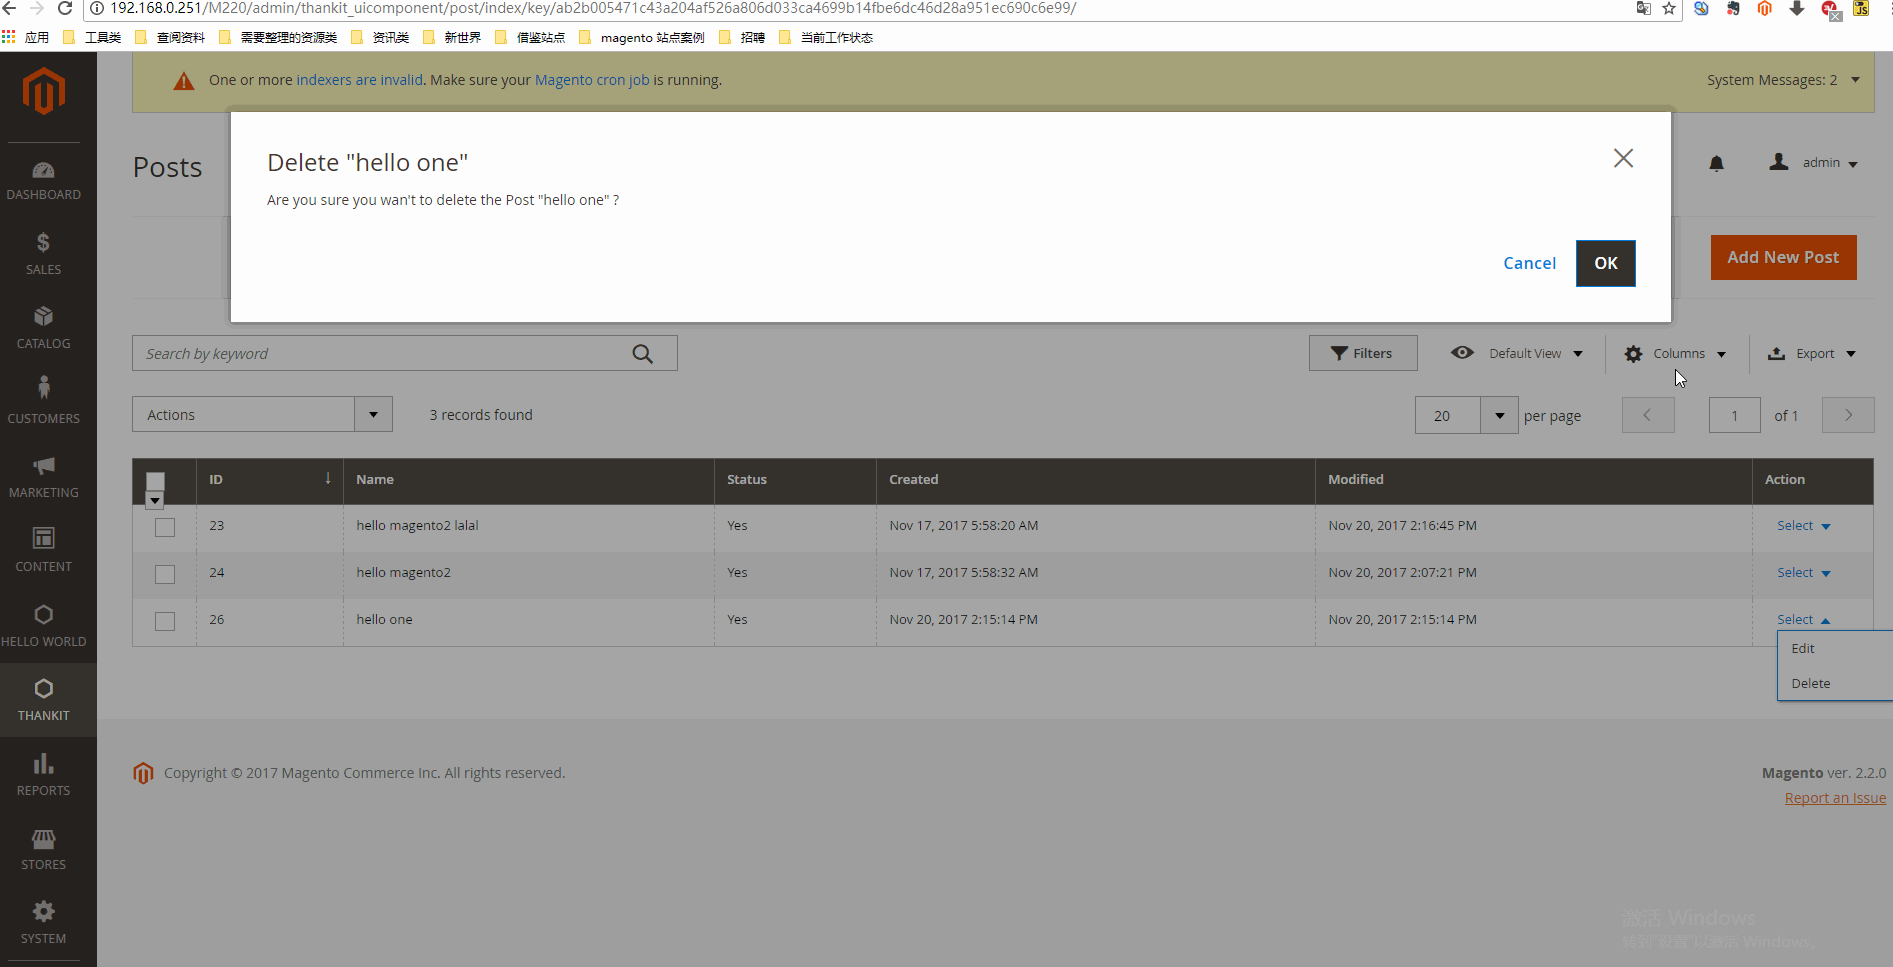 192.168.0.251/M220/admin/thankit_uicomponent/post/index/key/ab2b005471c43a204af526a806d033ca4699b14fbe6dc46d28a951ec690c6e99/
应用 工具类 查阅资料 需要整理的资源类 资讯类 新世界 借鉴站点 magento 站点案例 招聘 当前工作状态
One or more indexers are invalid. Make sure your Magento cron job is running.
System Messages: 2
Posts
admin
Delete "hello one"
Are you sure you wan't to delete the Post "hello one" ?
Cancel
OK
Add New Post
DASHBOARD
SALES
CATALOG
CUSTOMERS
MARKETING
CONTENT
HELLO WORLD
THANKIT
REPORTS
STORES
SYSTEM
Search by keyword
Filters
Default View
Columns
Export
Actions
3 records found
20
per page
1
of 1
ID ↓ Name Status Created Modified Action
23 hello magento2 lalal Yes Nov 17, 2017 5:58:20 AM Nov 20, 2017 2:16:45 PM Select
24 hello magento2 Yes Nov 17, 2017 5:58:32 AM Nov 20, 2017 2:07:21 PM Select
26 hello one Yes Nov 20, 2017 2:15:14 PM Nov 20, 2017 2:15:14 PM Select
Edit
Delete
Copyright © 2017 Magento Commerce Inc. All rights reserved.
Magento ver. 2.2.0
Report an Issue
激活 Windows
转到"设置"以激活 Windows。